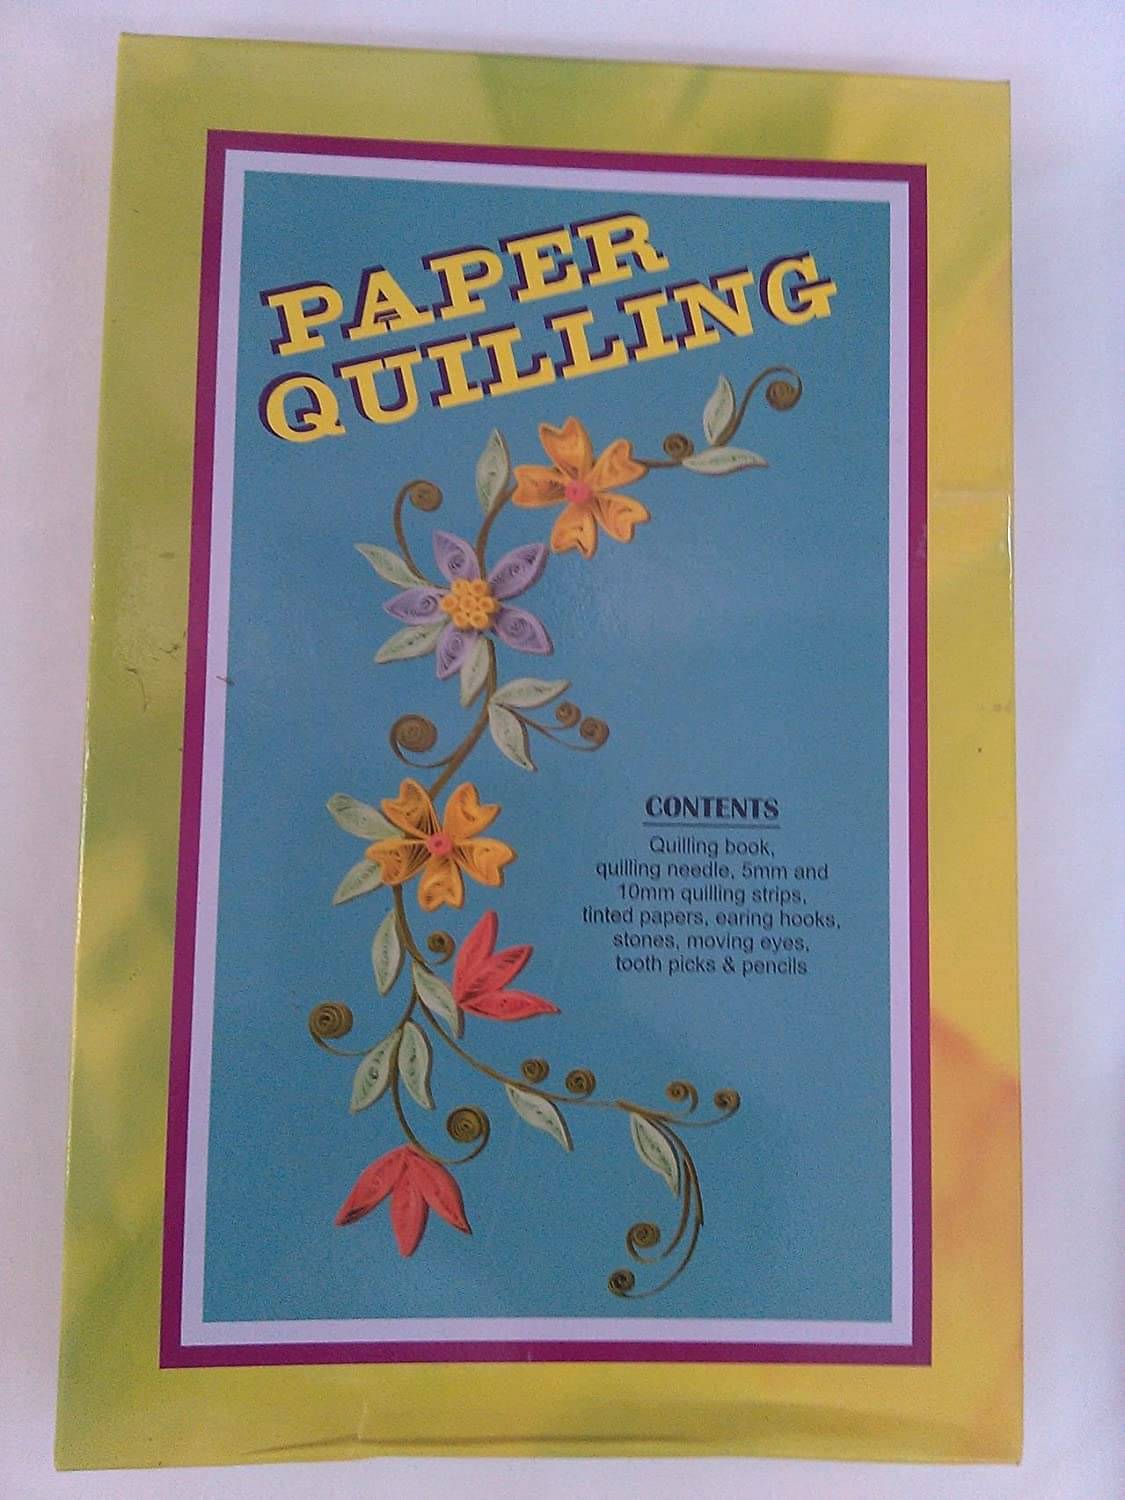 PAPER
QUILLING
CONTENTS
Quilling book,
quilling needle, 5mm and
10mm quilling strips,
tinted papers, earing hooks,
stones, moving eyes,
tooth picks & pencils